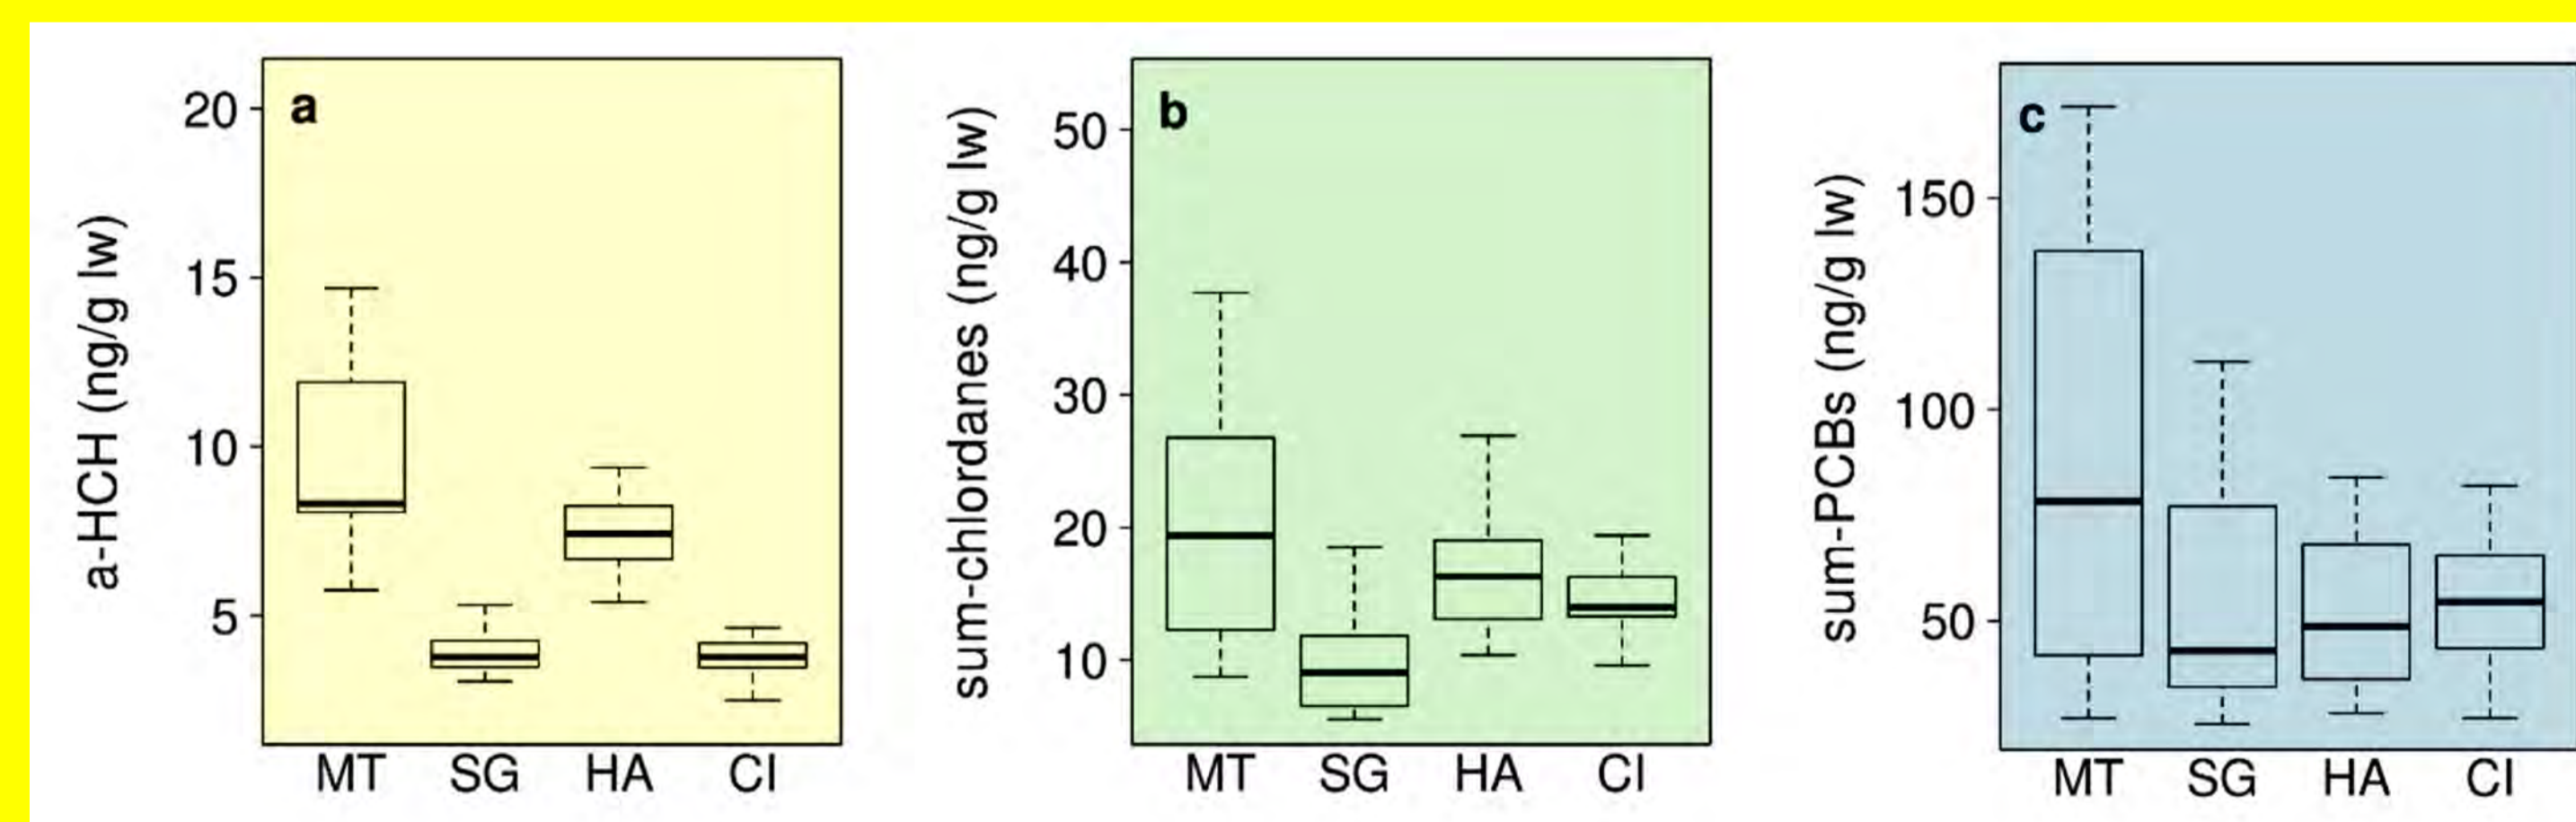 a
a-HCH (ng/g lw)
20
15
10
5
MT SG HA CI
b
sum-chlordanes (ng/g lw)
50
40
30
20
10
MT SG HA CI
c
sum-PCBs (ng/g lw)
150
100
50
MT SG HA CI